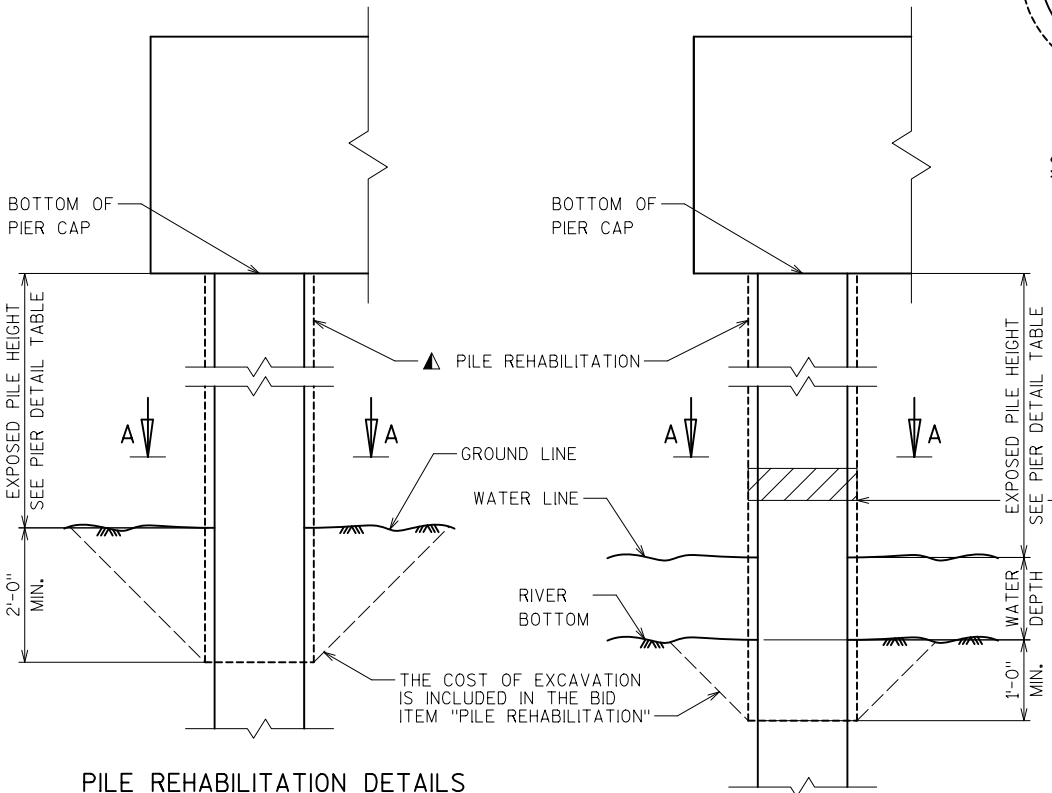 BOTTOM OF
PIER CAP
EXPOSED PILE HEIGHT
SEE PIER DETAIL TABLE
PILE REHABILITATION
A
A
GROUND LINE
2'-0"
MIN.
THE COST OF EXCAVATION
IS INCLUDED IN THE BID
ITEM "PILE REHABILITATION"
BOTTOM OF
PIER CAP
EXPOSED PILE HEIGHT
SEE PIER DETAIL TABLE
A
A
WATER LINE
RIVER
BOTTOM
WATER
DEPTH
1'-0"
MIN.
PILE REHABILITATION DETAILS